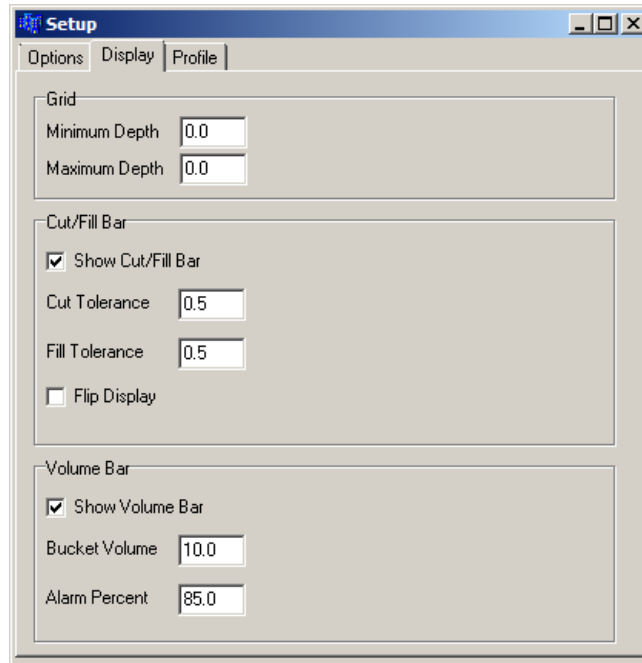 Setup
Options Display Profile
Grid
Minimum Depth 0.0
Maximum Depth 0.0
Cut/Fill Bar
Show Cut/Fill Bar
Cut Tolerance 0.5
Fill Tolerance 0.5
Flip Display
Volume Bar
Show Volume Bar
Bucket Volume 10.0
Alarm Percent 85.0